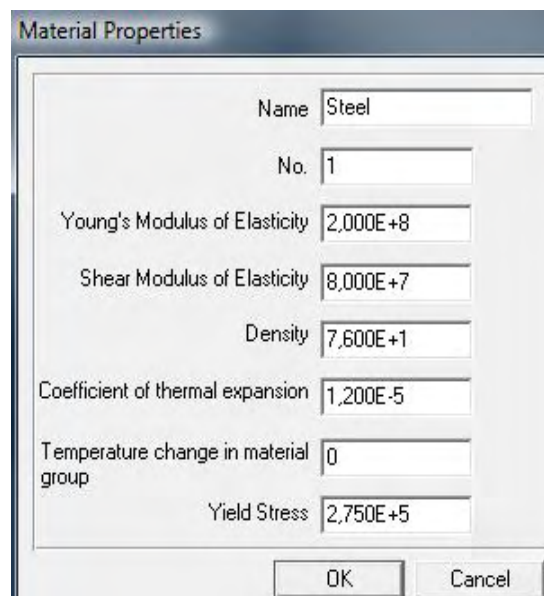 Material Properties
Name Steel
No. 1
Young's Modulus of Elasticity 2,000E+8
Shear Modulus of Elasticity 8,000E+7
Density 7,600E+1
Coefficient of thermal expansion 1,200E-5
Temperature change in material
group 0
Yield Stress 2,750E+5
OK Cancel